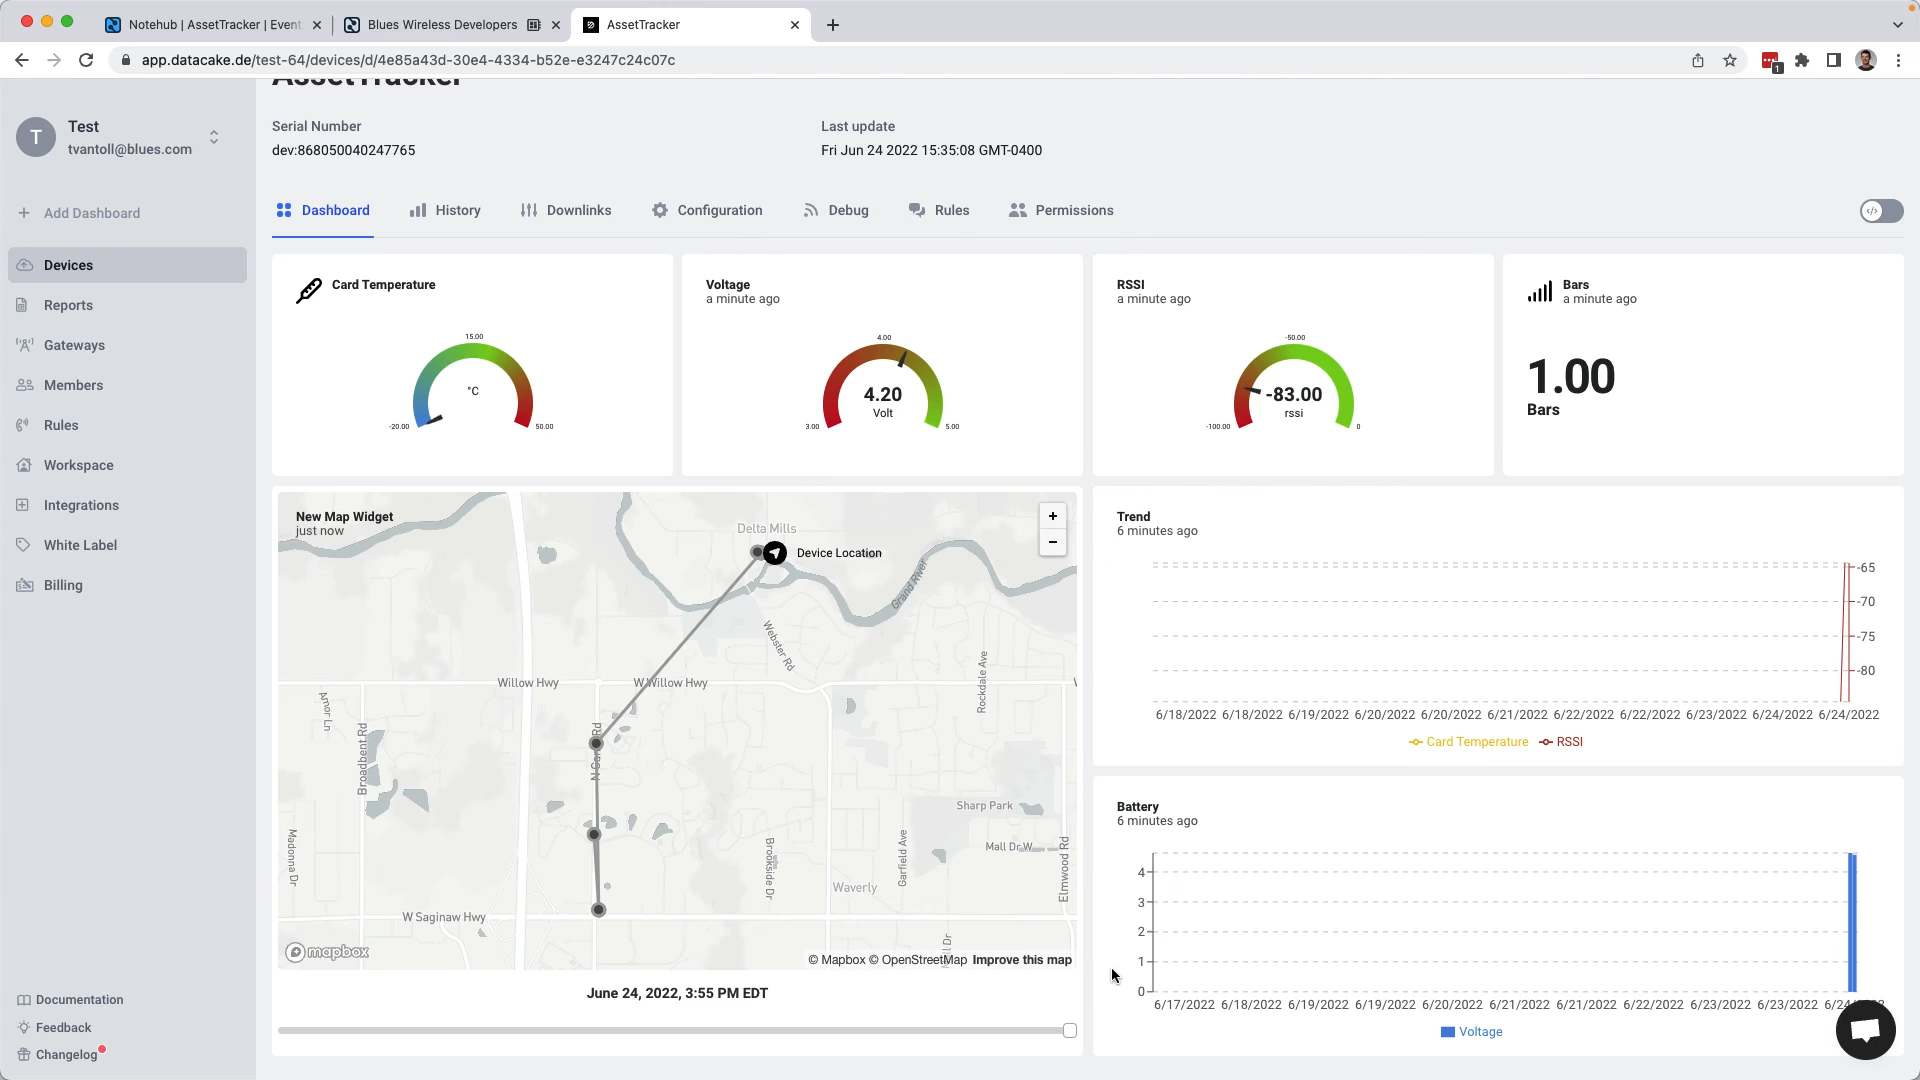 Notehub | AssetTracker | Event
Blues Wireless Developers
AssetTracker
app.datacake.de/test-64/devices/d/4e85a43d-30e4-4334-b52e-e3247c24c07c
1
AssetTracker
T
Test
tvantoll@blues.com
Serial Number
dev:868050040247765
Last update
Fri Jun 24 2022 15:35:08 GMT-0400
Add Dashboard
Devices
Reports
Gateways
Members
Rules
Workspace
Integrations
White Label
Billing
Documentation
Feedback
Changelog
Dashboard
History
Downlinks
Configuration
Debug
Rules
Permissions
Card Temperature
15.00
°C
-20.00
50.00
Voltage
a minute ago
4.00
4.20
Volt
3.00
5.00
RSSI
a minute ago
-50.00
-83.00
rssi
-100.00
0
Bars
a minute ago
1.00
Bars
New Map Widget
just now
Delta Mills
Device Location
Grand River
Webster Rd
Willow Hwy
W Willow Hwy
Rockdale Ave
Amor Ln
Broadbent Rd
Sharp Park
Madonna Dr
Brookside Dr
Garfield Ave
Mall Dr W
Elmwood Rd
Waverly
W Saginaw Hwy
mapbox
© Mapbox © OpenStreetMap Improve this map
June 24, 2022, 3:55 PM EDT
Trend
6 minutes ago
-65
-70
-75
-80
6/18/2022 6/18/2022 6/19/2022 6/20/2022 6/20/2022 6/21/2022 6/22/2022 6/22/2022 6/23/2022 6/24/2022 6/24/2022
Card Temperature
RSSI
Battery
6 minutes ago
4
3
2
1
0
6/17/2022 6/18/2022 6/19/2022 6/19/2022 6/20/2022 6/21/2022 6/21/2022 6/22/2022 6/23/2022 6/23/2022 6/24/2022
Voltage